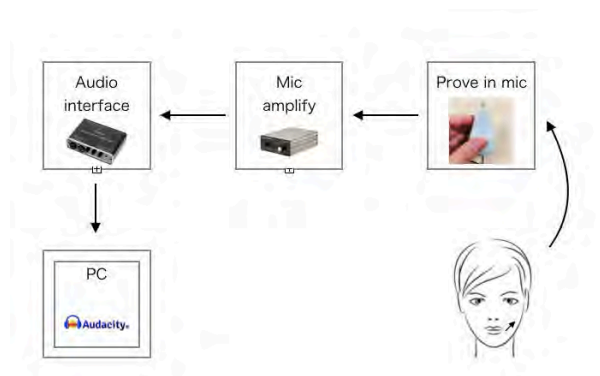 Audio
interface
Mic
amplify
Prove in mic
PC
Audacity